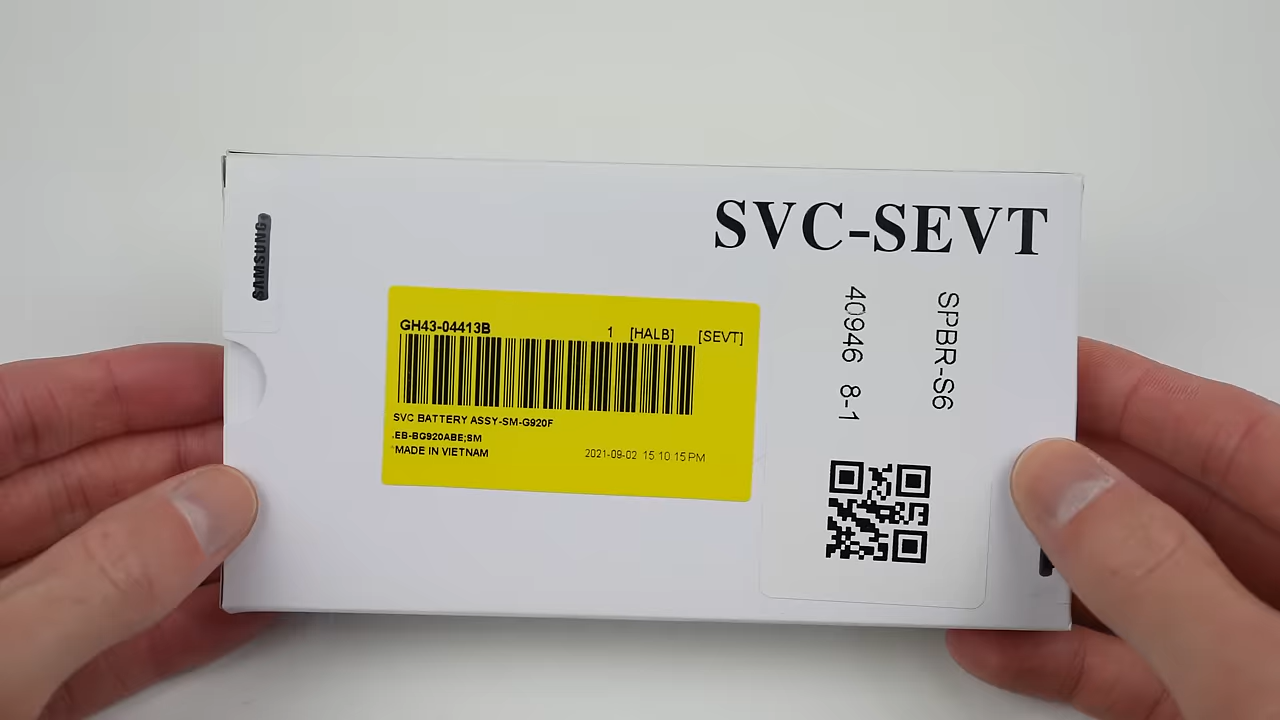 SAMSUNG
SVC-SEVT
GH43-04413B 1 [HALB] [SEVT]
SVC BATTERY ASSY-SM-G920F
EB-BG920ABE;SM
MADE IN VIETNAM 2021-09-02 15 10 15 PM
SPBR-S6
40946 8-1